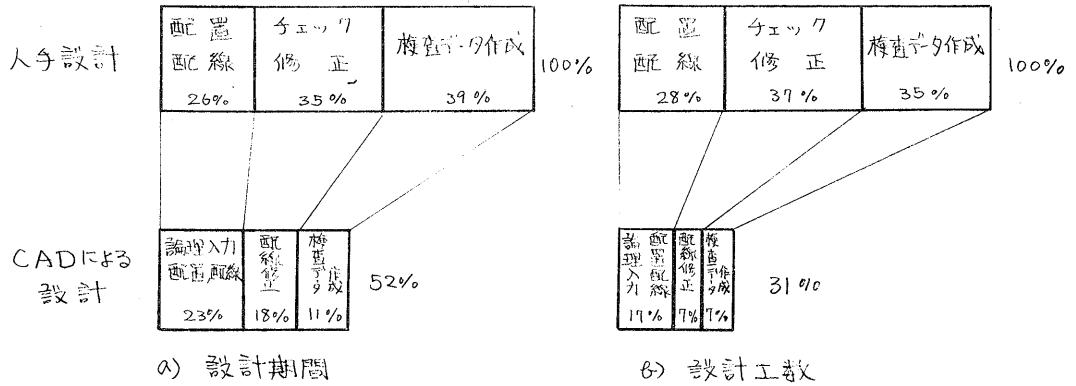 人手設計
配置
配線
26%
チェック
修正
35%
検査データ作成
39%
100%
配置
配線
28%
チェック
修正
37%
検査データ作成
35%
100%
CADによる
設計
論理入力
配置,配線
23%
配線修正
18%
検査データ
作成
11%
52%
配置配線
論理入力
17%
配線修正
7%
検査データ
作成
7%
31%
a) 設計期間
b) 設計工数